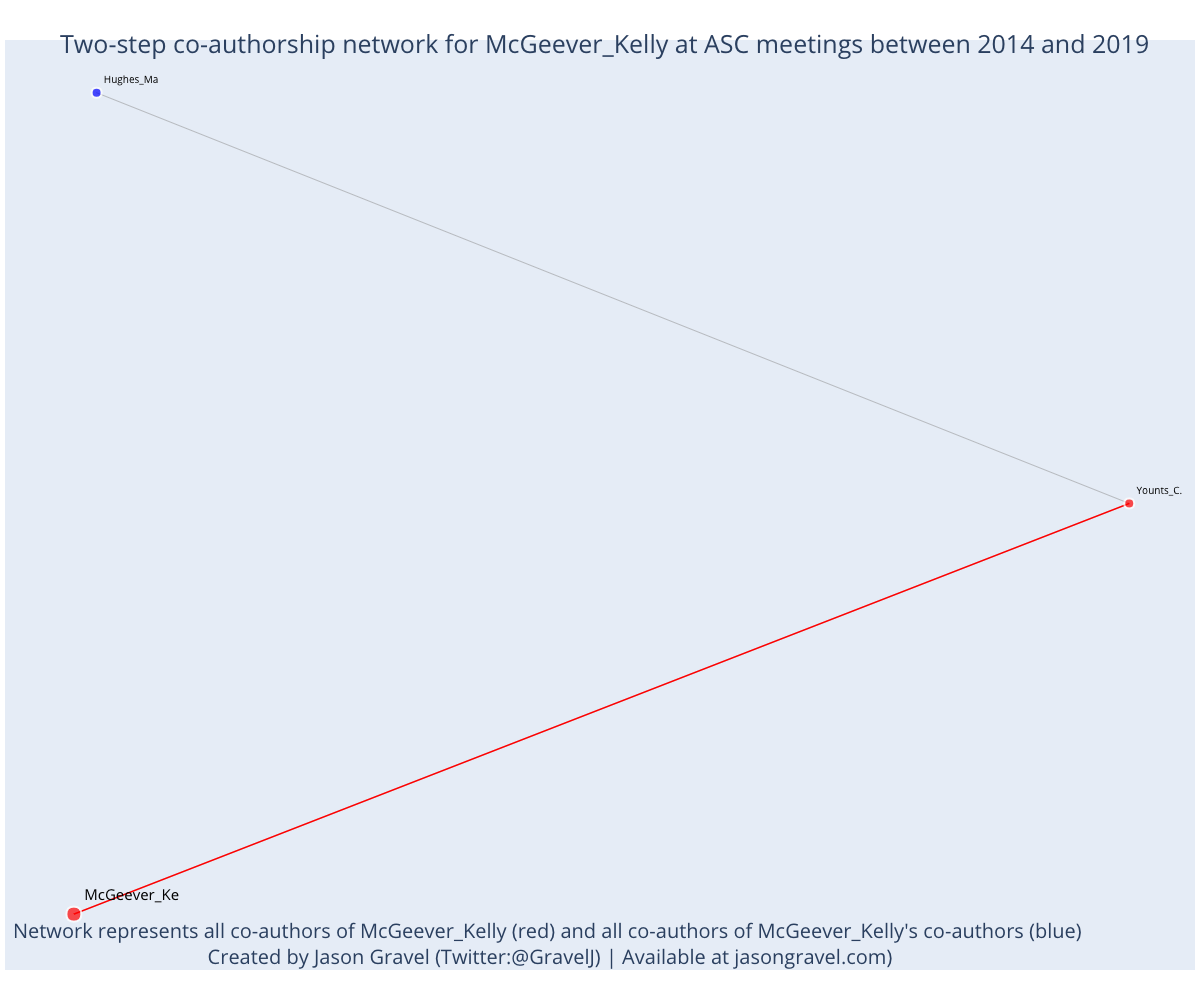 Two-step co-authorship network for McGeever_Kelly at ASC meetings between 2014 and 2019
Hughes_Ma
Younts_C.
McGeever_Ke
Network represents all co-authors of McGeever_Kelly (red) and all co-authors of McGeever_Kelly's co-authors (blue)
Created by Jason Gravel (Twitter:@GravelJ) | Available at jasongravel.com)